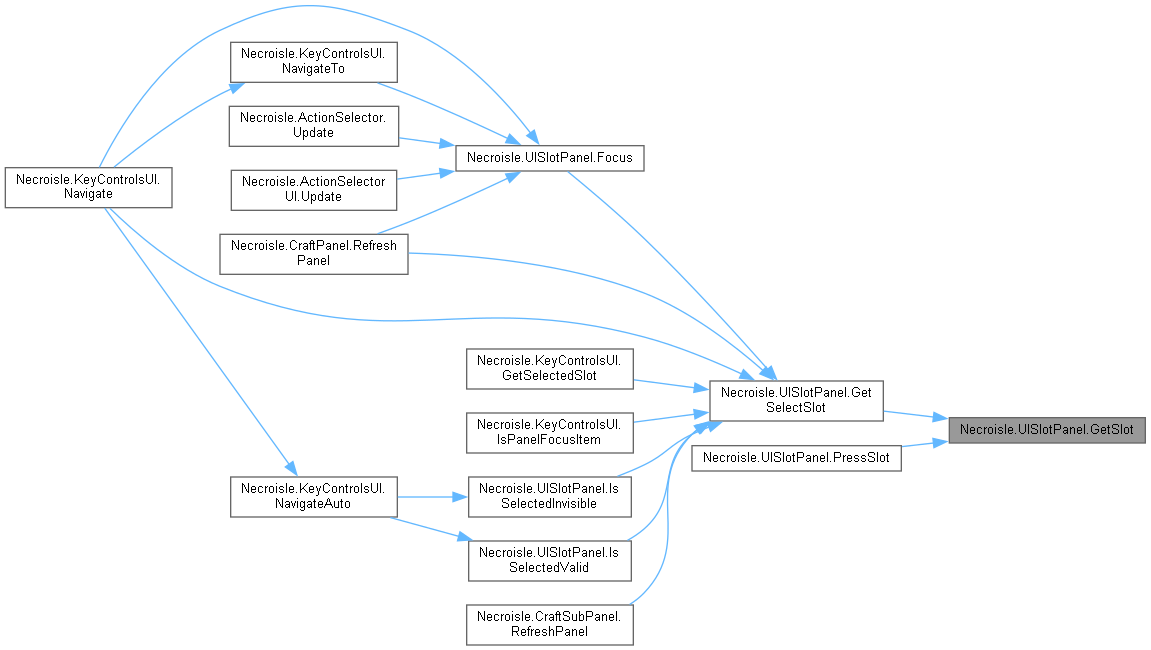 Necroisle.KeyControlsUI.
NavigateTo
Necroisle.ActionSelector.
Update
Necroisle.UISlotPanel.Focus
Necroisle.KeyControlsUI.
Navigate
Necroisle.ActionSelector
UI.Update
Necroisle.CraftPanel.Refresh
Panel
Necroisle.KeyControlsUI.
GetSelectedSlot
Necroisle.UISlotPanel.Get
SelectSlot
Necroisle.UISlotPanel.GetSlot
Necroisle.KeyControlsUI.
IsPanelFocusItem
Necroisle.UISlotPanel.PressSlot
Necroisle.KeyControlsUI.
NavigateAuto
Necroisle.UISlotPanel.Is
SelectedInvisible
Necroisle.UISlotPanel.Is
SelectedValid
Necroisle.CraftSubPanel.
RefreshPanel